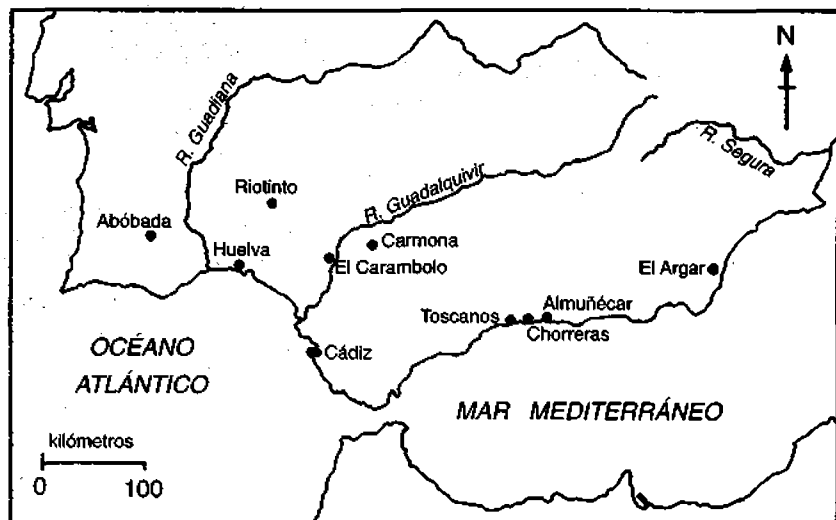 N
R. Guadiana
R. Segura
Riotinto
R. Guadalquivir
Abóbada
Huelva
Carmona
El Carambolo
El Argar
Toscanos
Almuñécar
Chorreras
Cádiz
OCÉANO
ATLÁNTICO
MAR MEDITERRÁNEO
kilómetros
0 100